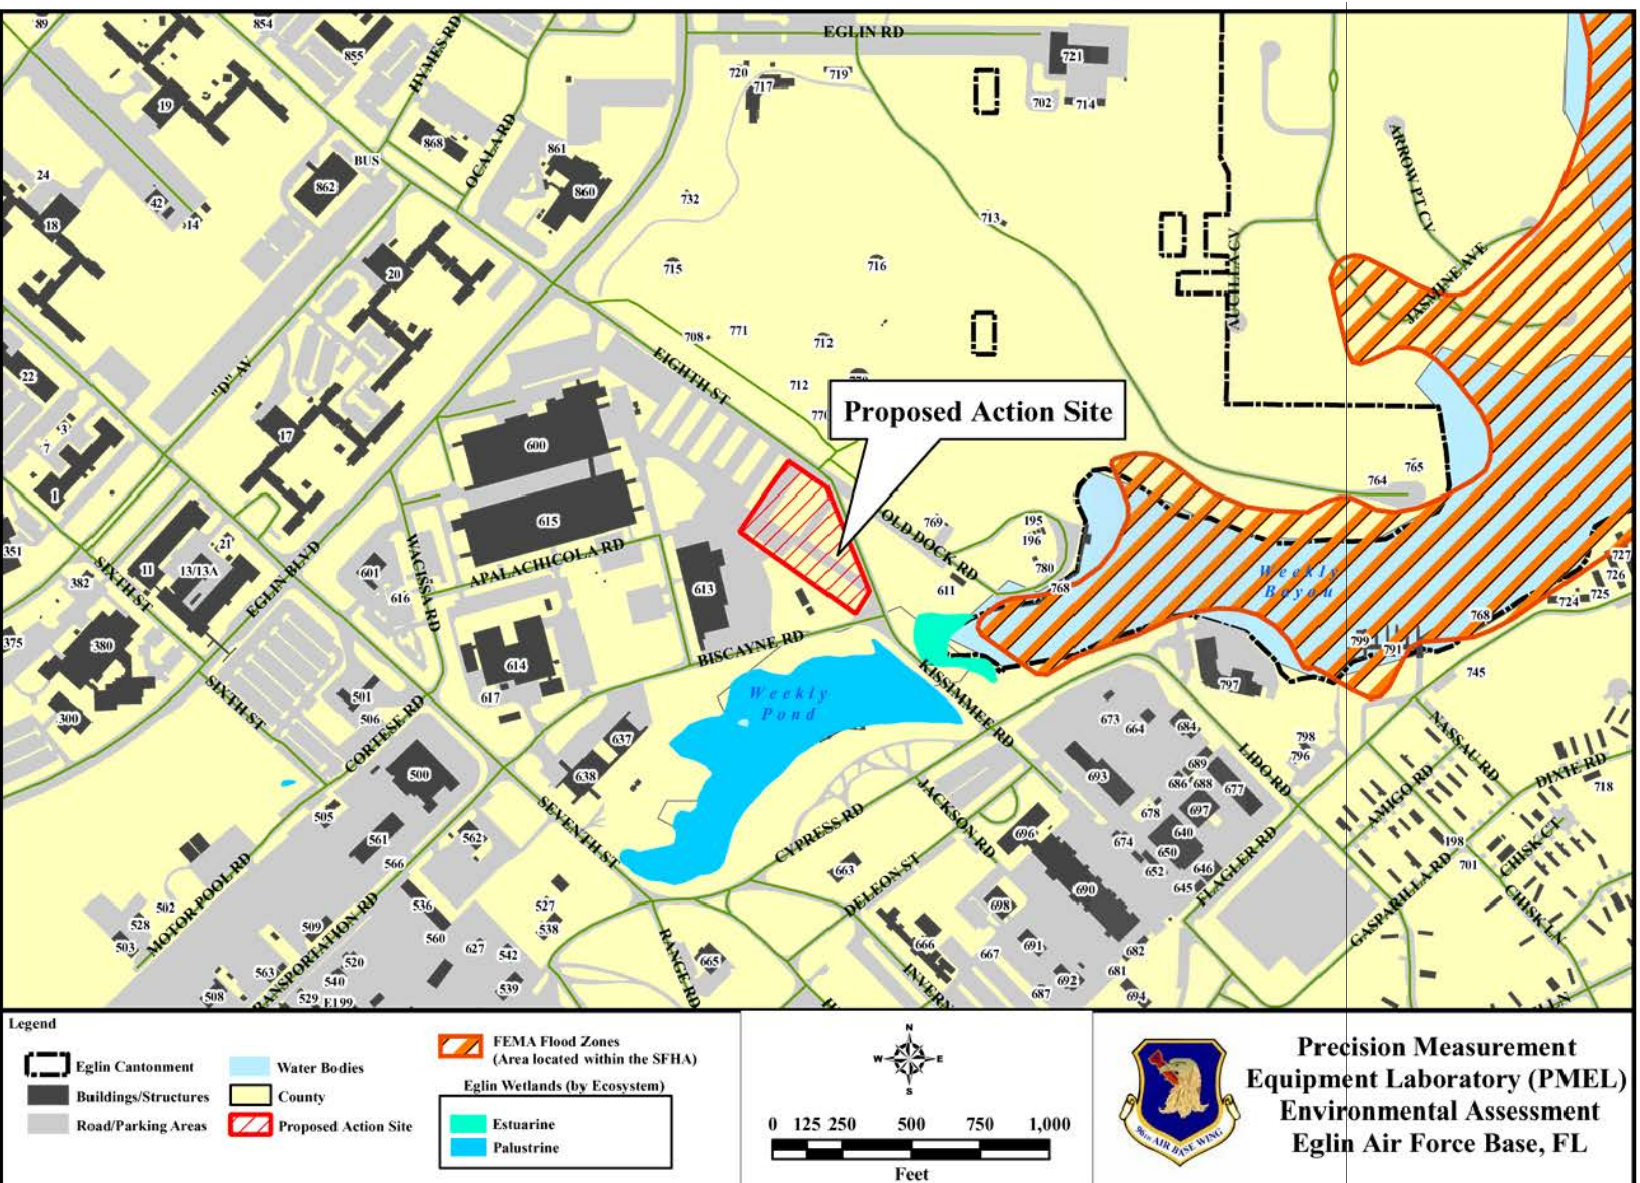 89
854
EGLIN RD
855
HYMES RD
721
720
717
719
702
714
19
868
OCALA RD
861
BUS
862
860
24
42
14
18
732
713
ARROW PT CV
20
715
716
AUCILLA CV
JASMINE AVE
708
771
712
EIGHTH ST
22
"D" AV
712
Proposed Action Site
3
7
17
600
1
615
764
765
OLD DOCK RD
769
195
196
351
SIXTH ST
21
11
13/13A
EGLIN BLVD
WACISSA RD
APALACHICOLA RD
382
601
616
613
780
611
768
Weekly
Bayou
727
726
725
724
768
375
380
614
BISCAYNE RD
799
791
745
617
KISSIMMEE RD
797
SIXTH ST
501
506
CORTESE RD
300
Weekly
Pond
637
638
673
664
684
LIDO RD
798
796
NASSAU RD
DIXIE RD
718
500
693
689
686
688
677
697
AMIGO RD
505
SEVENTH ST
JACKSON RD
CYPRESS RD
678
640
696
674
650
652
198
701
CHISK CT
561
562
566
663
DELEON ST
646
645
FLAGLER RD
MOTOR POOL RD
690
GASPARILLA RD
CHISK LN
502
528
503
536
527
538
698
509
560
627
542
666
691
667
682
681
RANGE RD
665
520
540
563
508
529
E199
539
692
687
694
INVERN
Legend
Eglin Cantonment
Buildings/Structures
Road/Parking Areas
Water Bodies
County
Proposed Action Site
FEMA Flood Zones
(Area located within the SFHA)
Eglin Wetlands (by Ecosystem)
Estuarine
Palustrine
N
W E
S
0 125 250 500 750 1,000
Feet
96TH AIR BASE WING
Precision Measurement
Equipment Laboratory (PMEL)
Environmental Assessment
Eglin Air Force Base, FL